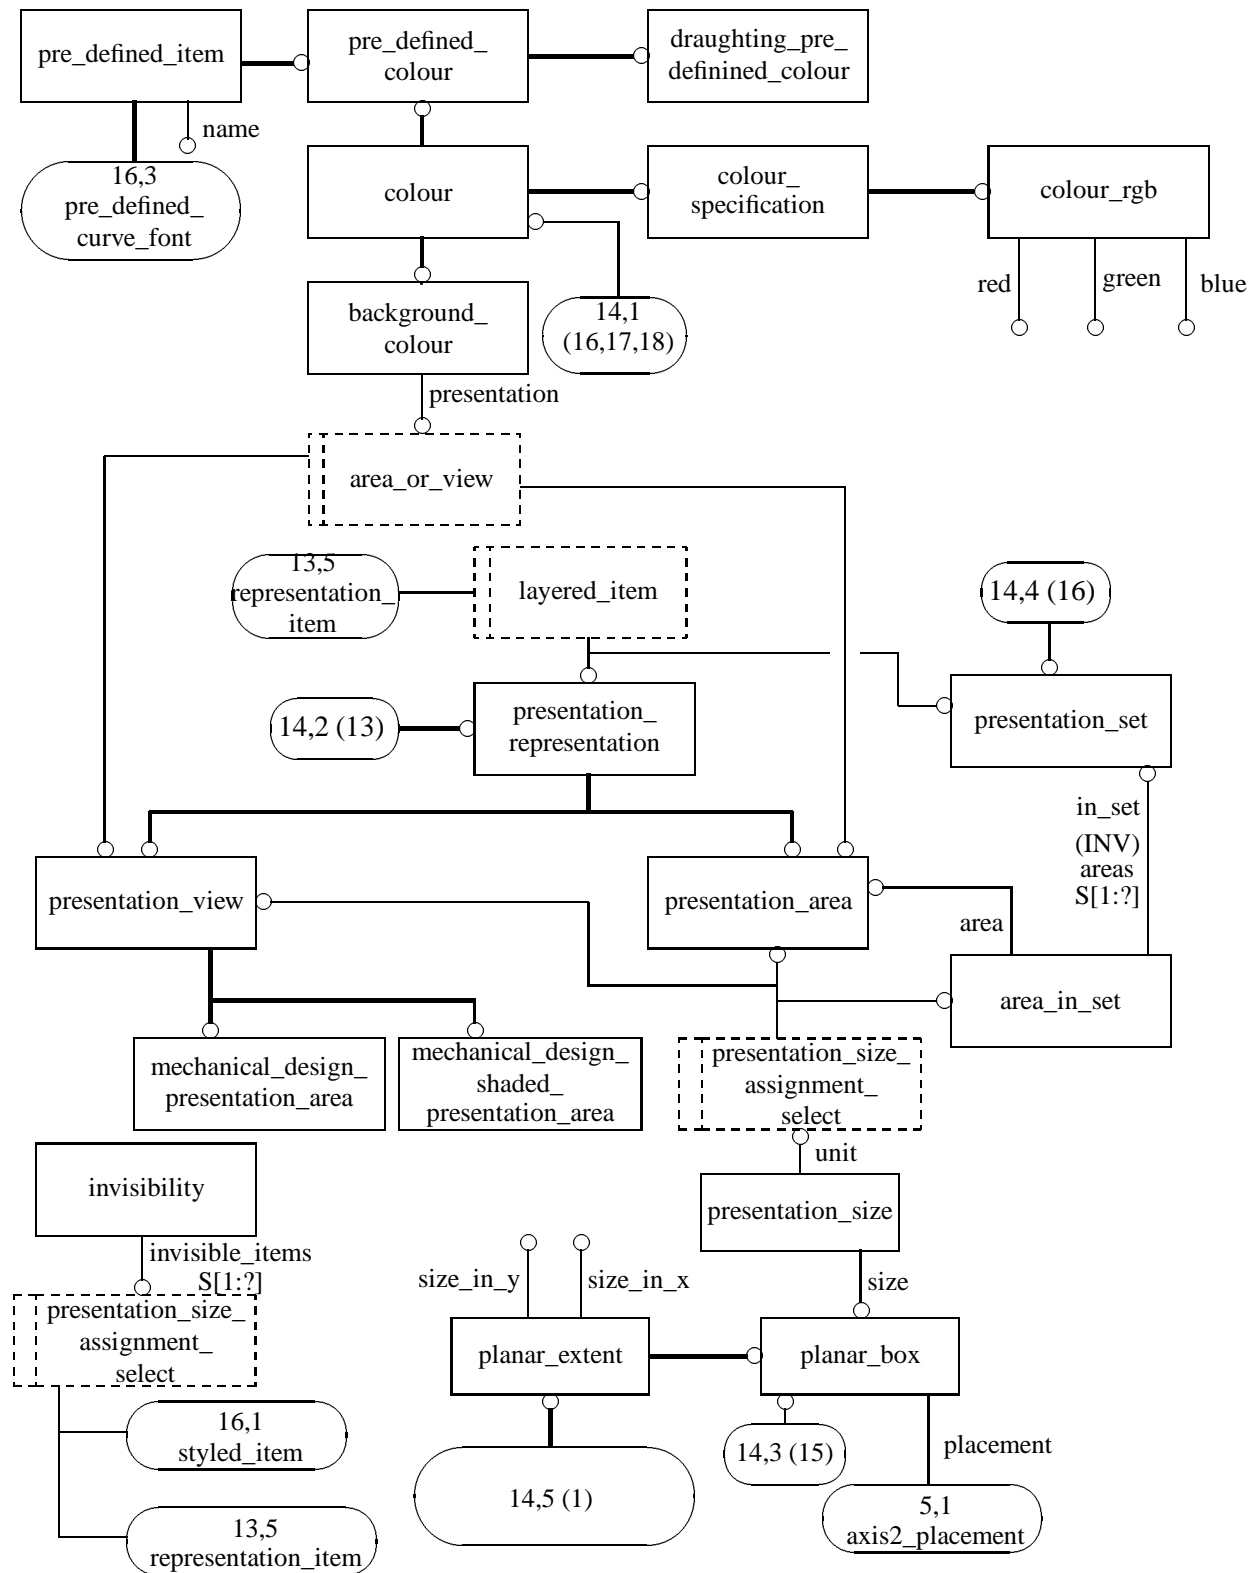 pre_defined_item
pre_defined_
colour
draughting_pre_
definined_colour
name
16,3
pre_defined_
curve_font
colour
colour_
specification
colour_rgb
red
green
blue
background_
colour
14,1
(16,17,18)
presentation
area_or_view
13,5
representation_
item
layered_item
14,4 (16)
14,2 (13)
presentation_
representation
presentation_set
in_set
(INV)
areas
S[1:?]
presentation_view
presentation_area
area
area_in_set
mechanical_design_
presentation_area
mechanical_design_
shaded_
presentation_area
presentation_size_
assignment_
select
unit
invisibility
presentation_size
invisible_items
S[1:?]
size_in_y
size_in_x
size
presentation_size_
assignment_
select
planar_extent
planar_box
16,1
styled_item
14,5 (1)
14,3 (15)
placement
5,1
axis2_placement
13,5
representation_item